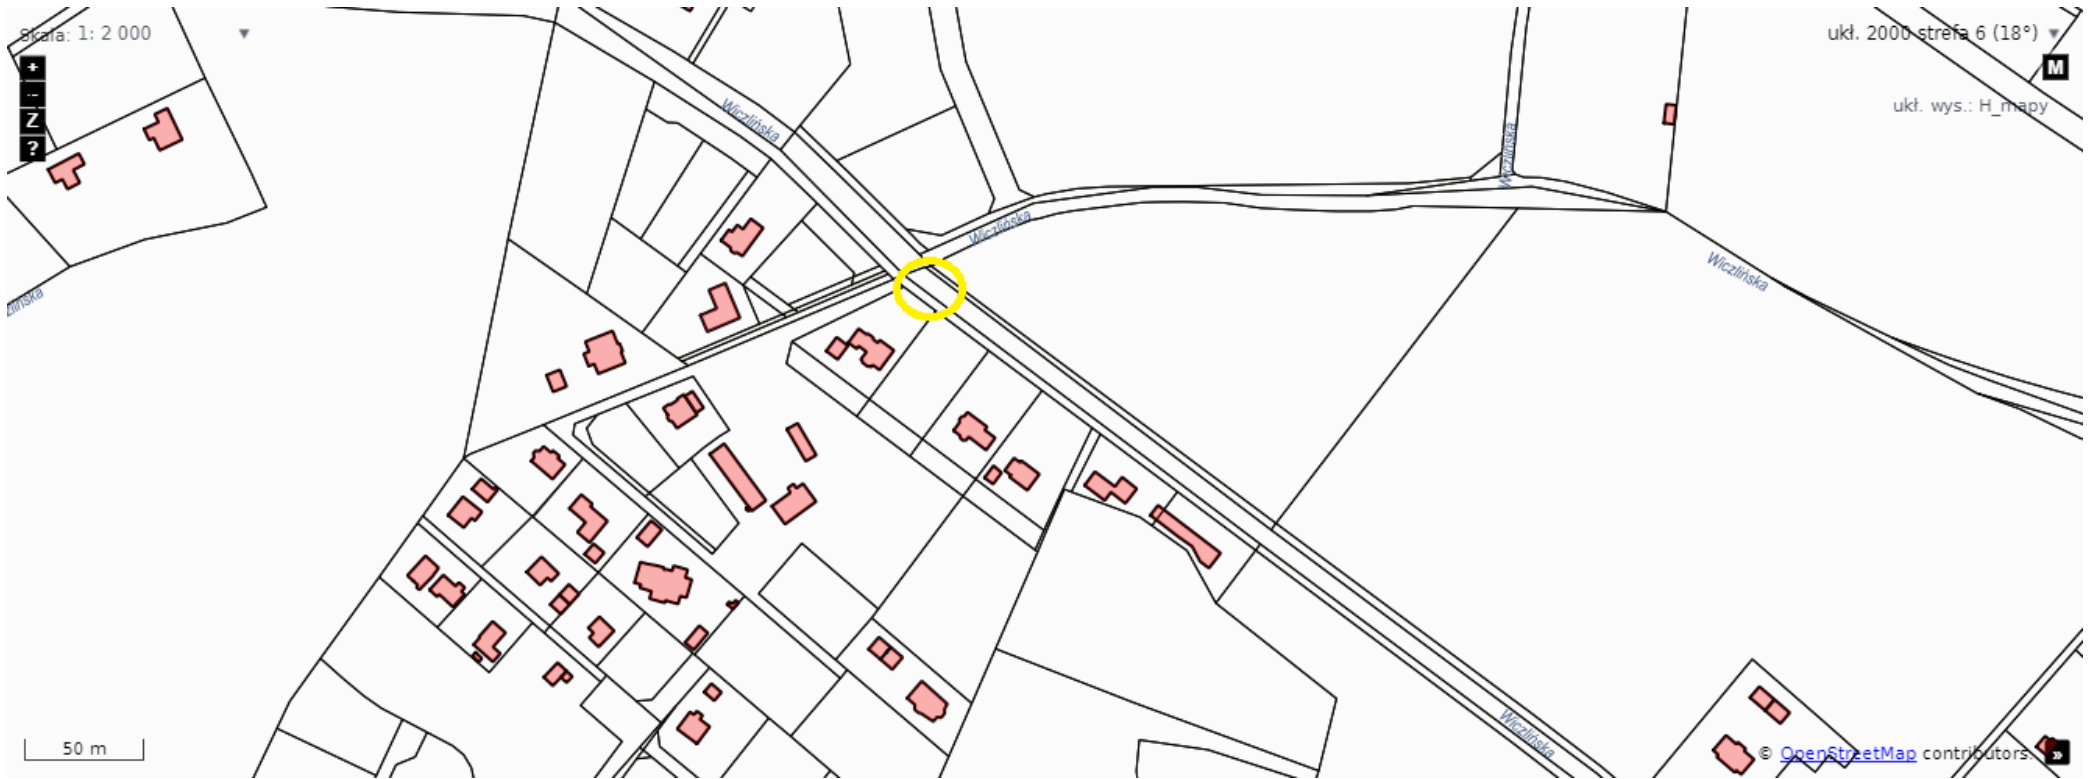 Skala: 1: 2 000 ▼
ukł. 2000 strefa 6 (18°) ▼
+
M
-
Z
?
ukł. wys.: H_mapy
Wiczlińska
Wiczlińska
Wiczlińska
Wiczlińska
zlińska
Wiczlińska
50 m
© OpenStreetMap contributors. »